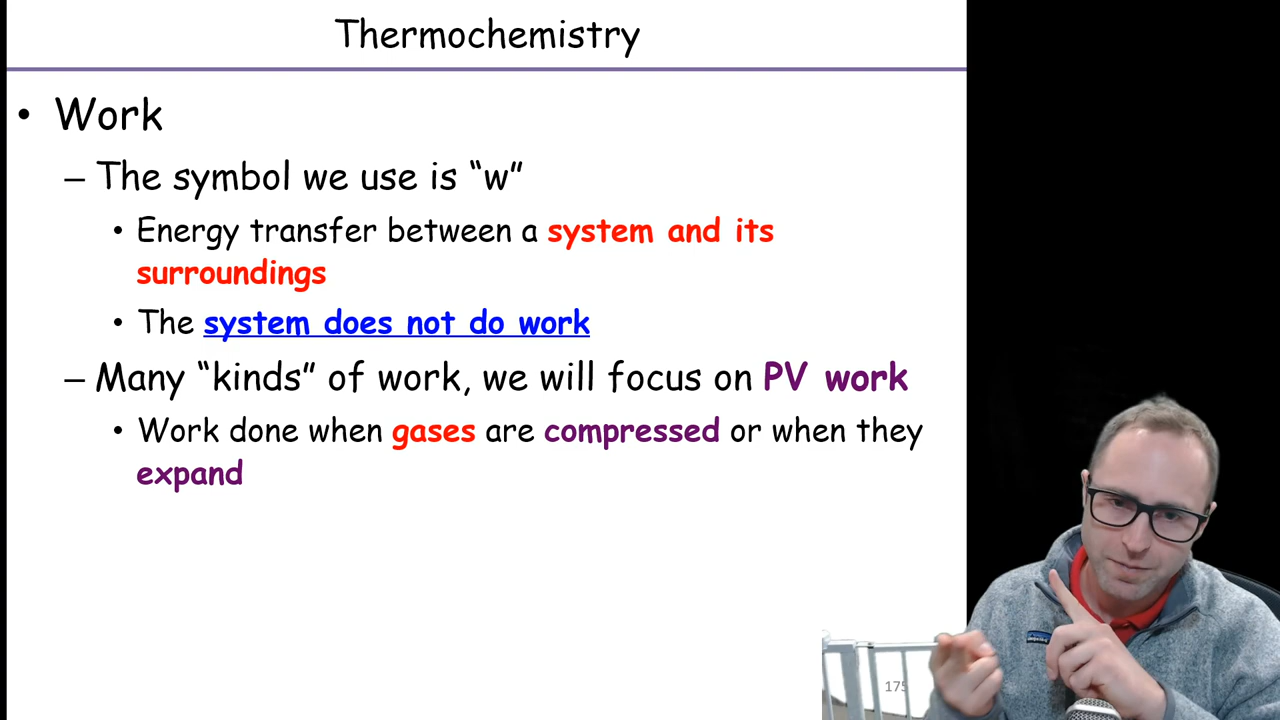 Thermochemistry
• Work
– The symbol we use is “w”
• Energy transfer between a system and its
surroundings
• The system does not do work
– Many “kinds” of work, we will focus on PV work
• Work done when gases are compressed or when they
expand
175